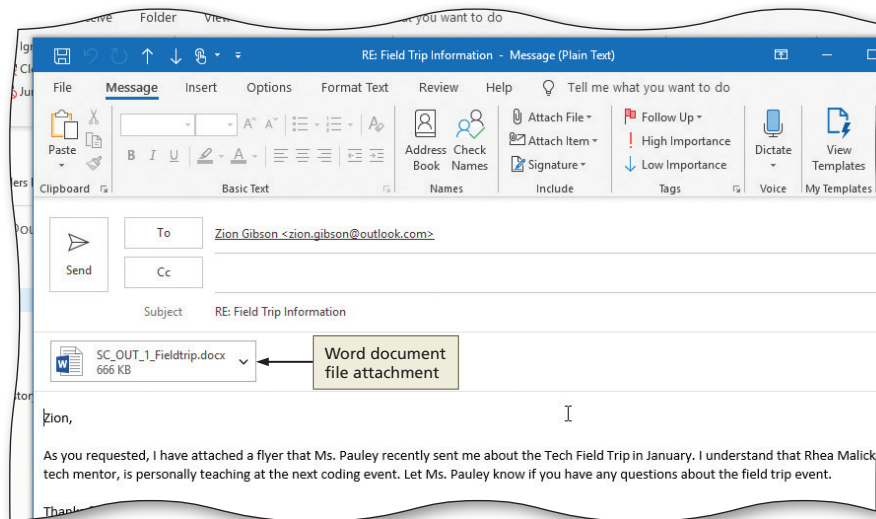 Folder
you want to do
RE: Field Trip Information - Message (Plain Text)
File Message Insert Options Format Text Review Help Tell me what you want to do
Paste
Clipboard
B I U A
Basic Text
Address Book
Check Names
Names
Attach File
Attach Item
Signature
Include
Follow Up
High Importance
Low Importance
Tags
Dictate
Voice
View Templates
My Templates
Send
To
Zion Gibson <zion.gibson@outlook.com>
Cc
Subject
RE: Field Trip Information
SC_OUT_1_Fieldtrip.docx
666 KB
Word document
file attachment
Zion,
As you requested, I have attached a flyer that Ms. Pauley recently sent me about the Tech Field Trip in January. I understand that Rhea Malick
tech mentor, is personally teaching at the next coding event. Let Ms. Pauley know if you have any questions about the field trip event.